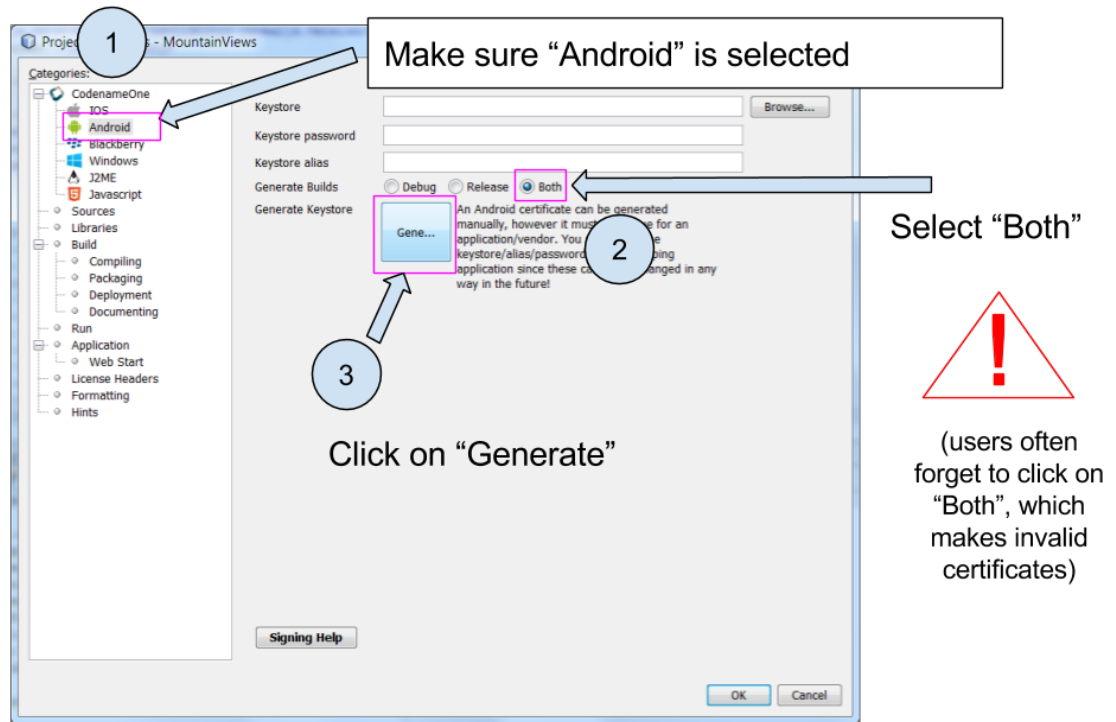 1
Projec s - MountainViews
Make sure “Android” is selected
Categories:
CodenameOne
IOS
Android
Blackberry
Windows
J2ME
Javascript
Sources
Libraries
Build
Compiling
Packaging
Deployment
Documenting
Run
Application
Web Start
License Headers
Formatting
Hints
Keystore
Browse...
Keystore password
Keystore alias
Generate Builds Debug Release Both
Generate Keystore
Gene...
An Android certificate can be generated
manually, however it must e for an
application/vendor. You e
keystore/alias/password ping
application since these ca anged in any
way in the future!
2
Select “Both”
!
(users often
forget to click on
“Both”, which
makes invalid
certificates)
3
Click on “Generate”
Signing Help
OK Cancel